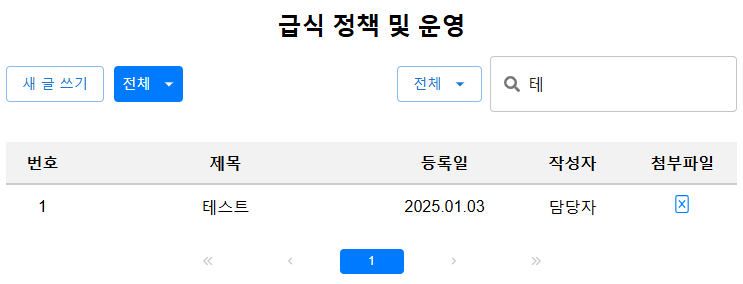 급식 정책 및 운영
새 글 쓰기 전체 전체 테
번호 제목 등록일 작성자 첨부파일
1 테스트 2025.01.03 담당자
« ‹ 1 › »